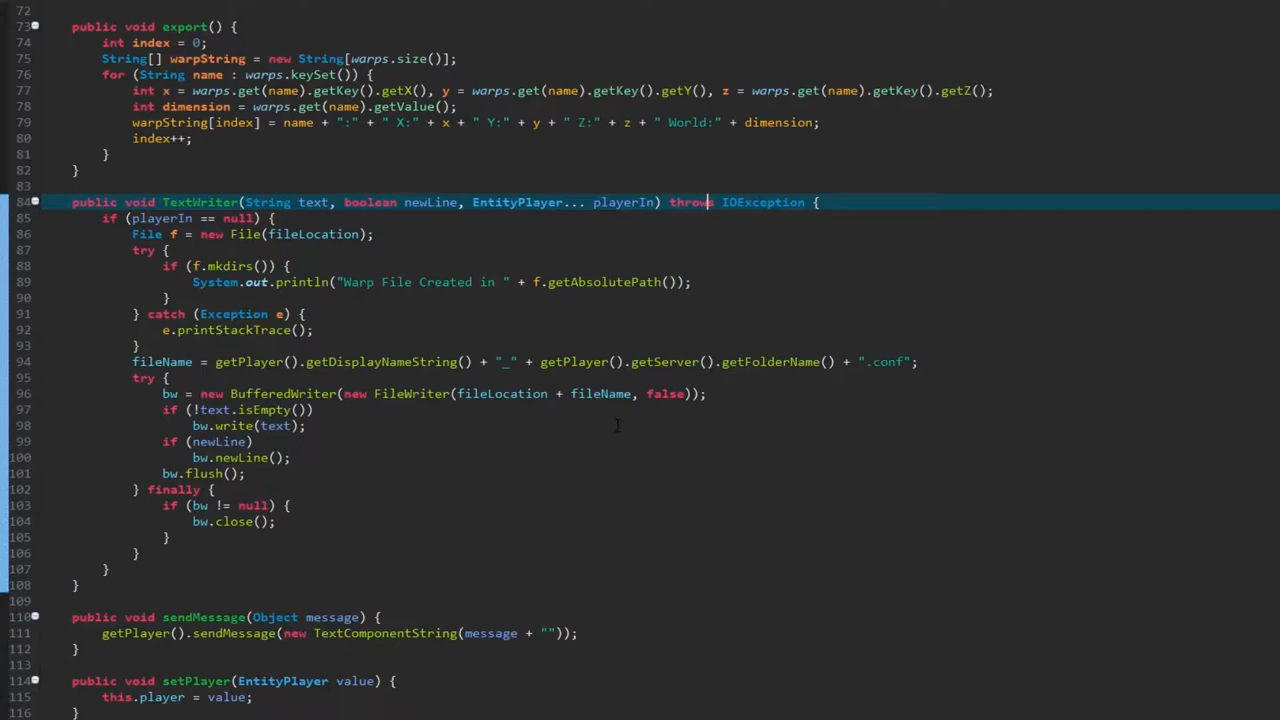 72
73 public void export() {
74 int index = 0;
75 String[] warpString = new String[warps.size()];
76 for (String name : warps.keySet()) {
77 int x = warps.get(name).getKey().getX(), y = warps.get(name).getKey().getY(), z = warps.get(name).getKey().getZ();
78 int dimension = warps.get(name).getValue();
79 warpString[index] = name + ":" + " X:" + x + " Y:" + y + " Z:" + z + " World:" + dimension;
80 index++;
81 }
82 }
83
84 public void TextWriter(String text, boolean newLine, EntityPlayer... playerIn) throws IOException {
85 if (playerIn == null) {
86 File f = new File(fileLocation);
87 try {
88 if (f.mkdirs()) {
89 System.out.println("Warp File Created in " + f.getAbsolutePath());
90 }
91 } catch (Exception e) {
92 e.printStackTrace();
93 }
94 fileName = getPlayer().getDisplayNameString() + "_" + getPlayer().getServer().getFolderName() + ".conf";
95 try {
96 bw = new BufferedWriter(new FileWriter(fileLocation + fileName, false));
97 if (!text.isEmpty())
98 bw.write(text);
99 if (newLine)
100 bw.newLine();
101 bw.flush();
102 } finally {
103 if (bw != null) {
104 bw.close();
105 }
106 }
107 }
108 }
109
110 public void sendMessage(Object message) {
111 getPlayer().sendMessage(new TextComponentString(message + ""));
112 }
113
114 public void setPlayer(EntityPlayer value) {
115 this.player = value;
116 }